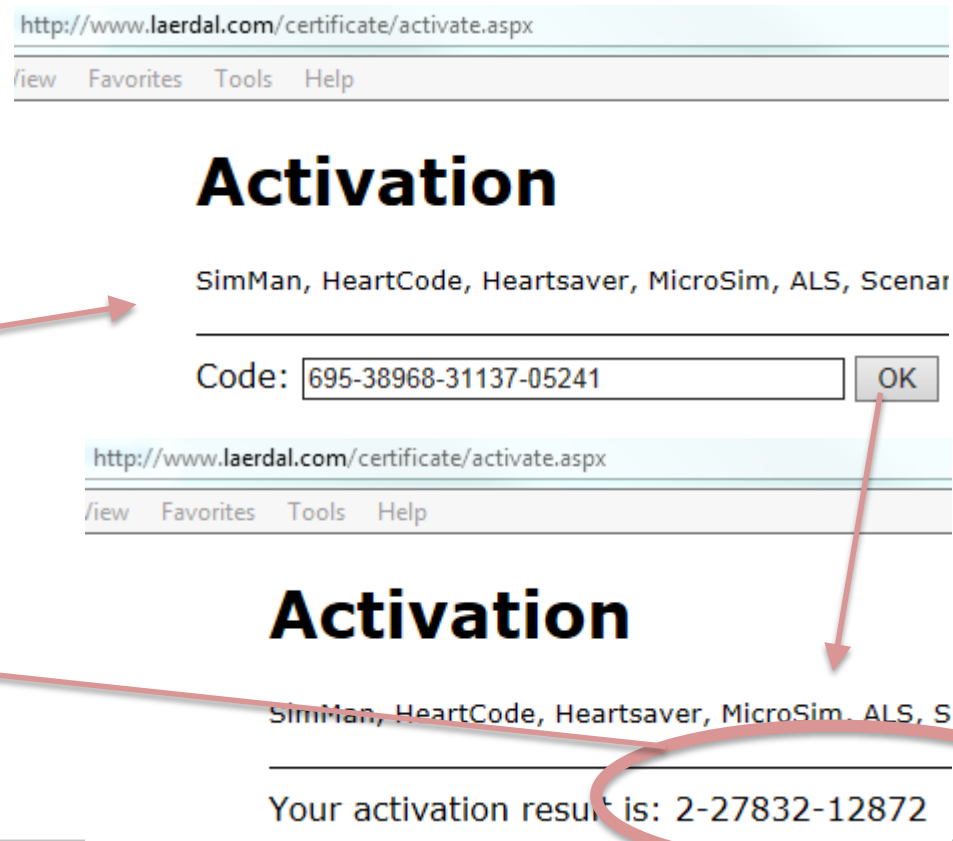 http://www.laerdal.com/certificate/activate.aspx
View Favorites Tools Help
Activation
SimMan, HeartCode, Heartsaver, MicroSim, ALS, Scenar
Code: 695-38968-31137-05241 OK
http://www.laerdal.com/certificate/activate.aspx
View Favorites Tools Help
Activation
SimMan, HeartCode, Heartsaver, MicroSim, ALS, S
Your activation result is: 2-27832-12872